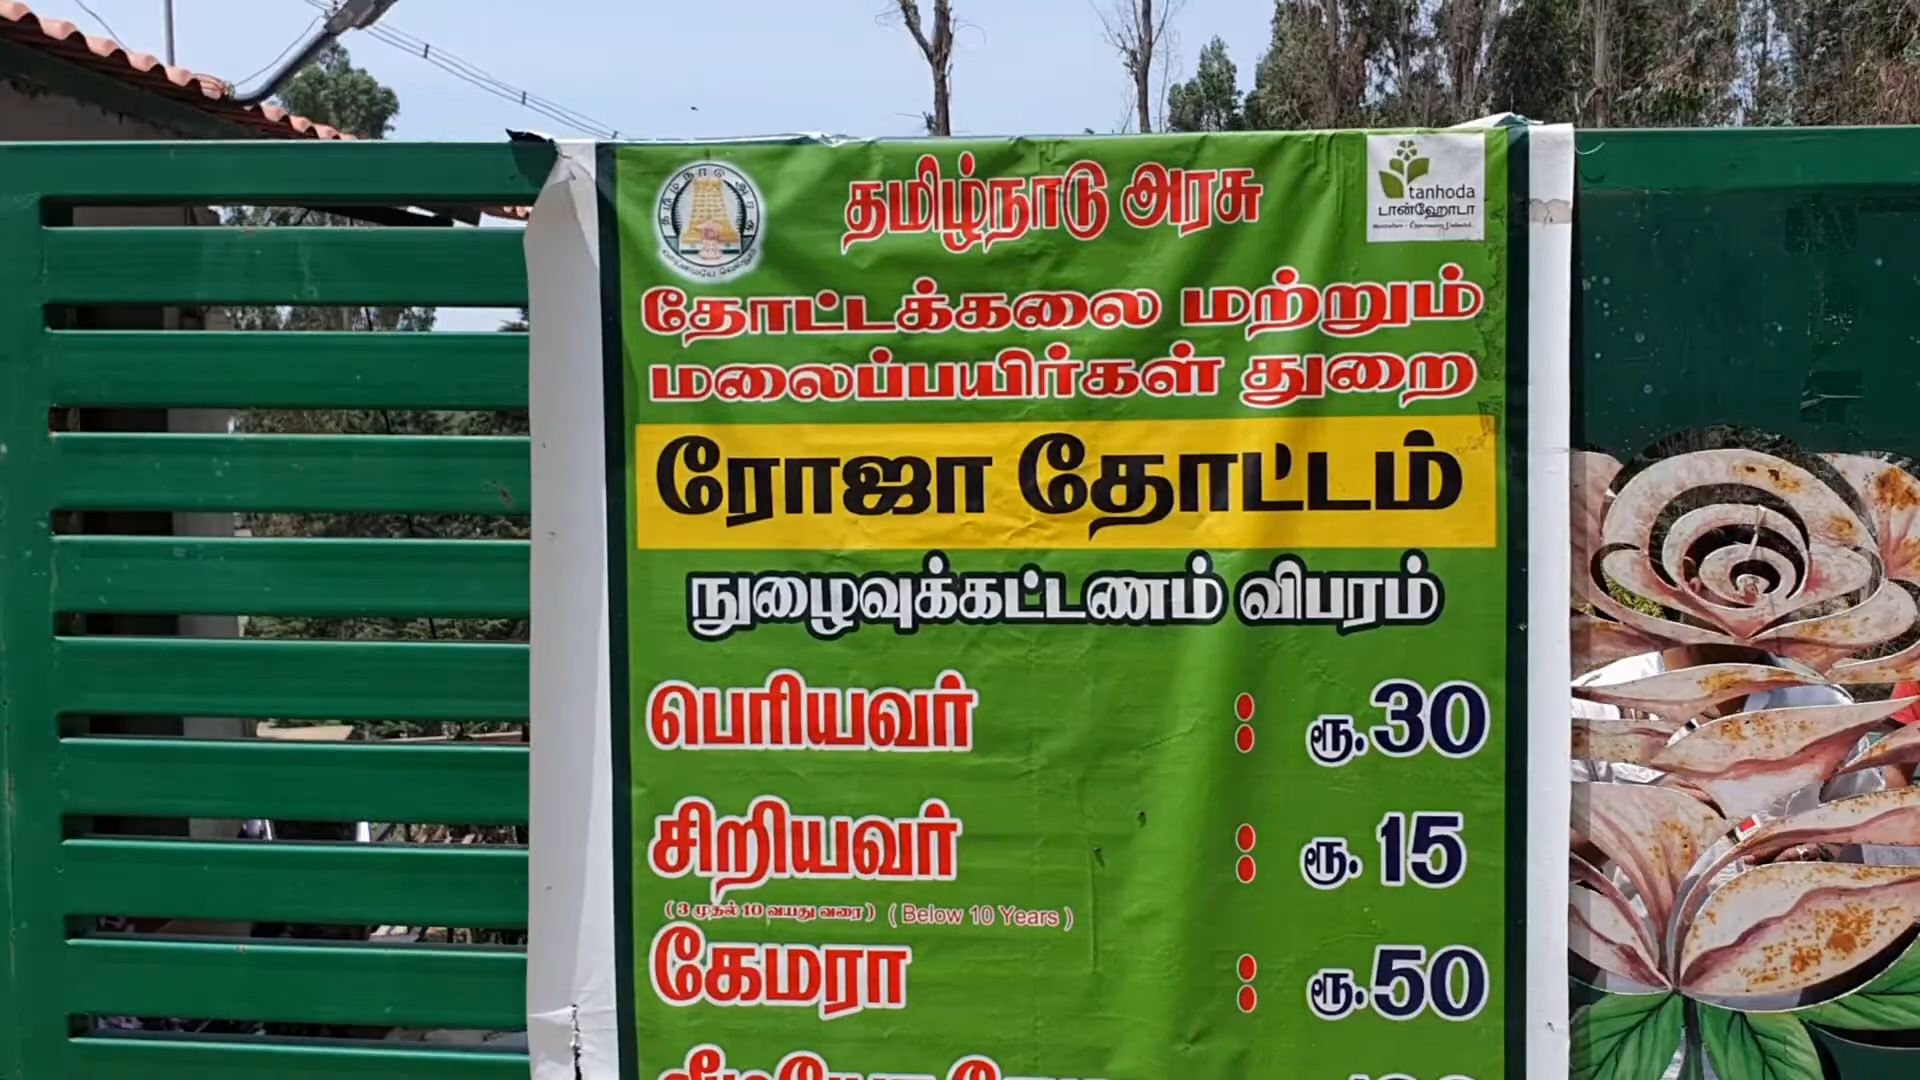 தமிழ்நாடு அரசு
tanhoda
டான்ஹோடா
தோட்டக்கலை மற்றும்
மலைப்பயிர்கள் துறை
ரோஜா தோட்டம்
நுழைவுக்கட்டணம் விபரம்
பெரியவர் : ரூ.30
சிறியவர் : ரூ. 15
( 3 முதல் 10 வயது வரை ) ( Below 10 Years )
கேமரா : ரூ.50